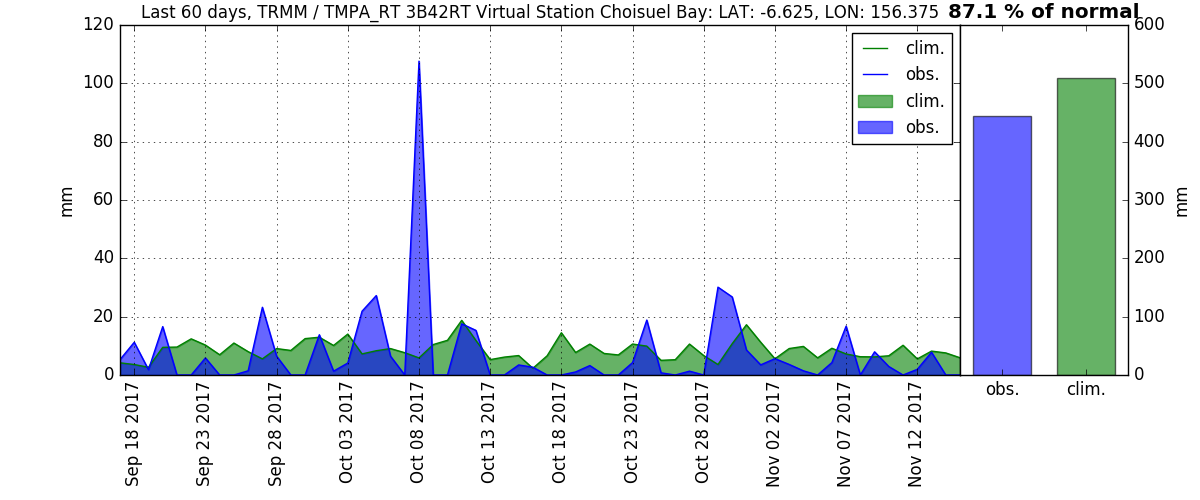 Last 60 days, TRMM / TMPA_RT 3B42RT Virtual Station Choisuel Bay: LAT: -6.625, LON: 156.375 87.1 % of normal
120
100
80
60
40
20
0
mm
clim.
obs.
clim.
obs.
600
500
400
300
200
100
0
mm
Sep 18 2017
Sep 23 2017
Sep 28 2017
Oct 03 2017
Oct 08 2017
Oct 13 2017
Oct 18 2017
Oct 23 2017
Oct 28 2017
Nov 02 2017
Nov 07 2017
Nov 12 2017
obs.
clim.